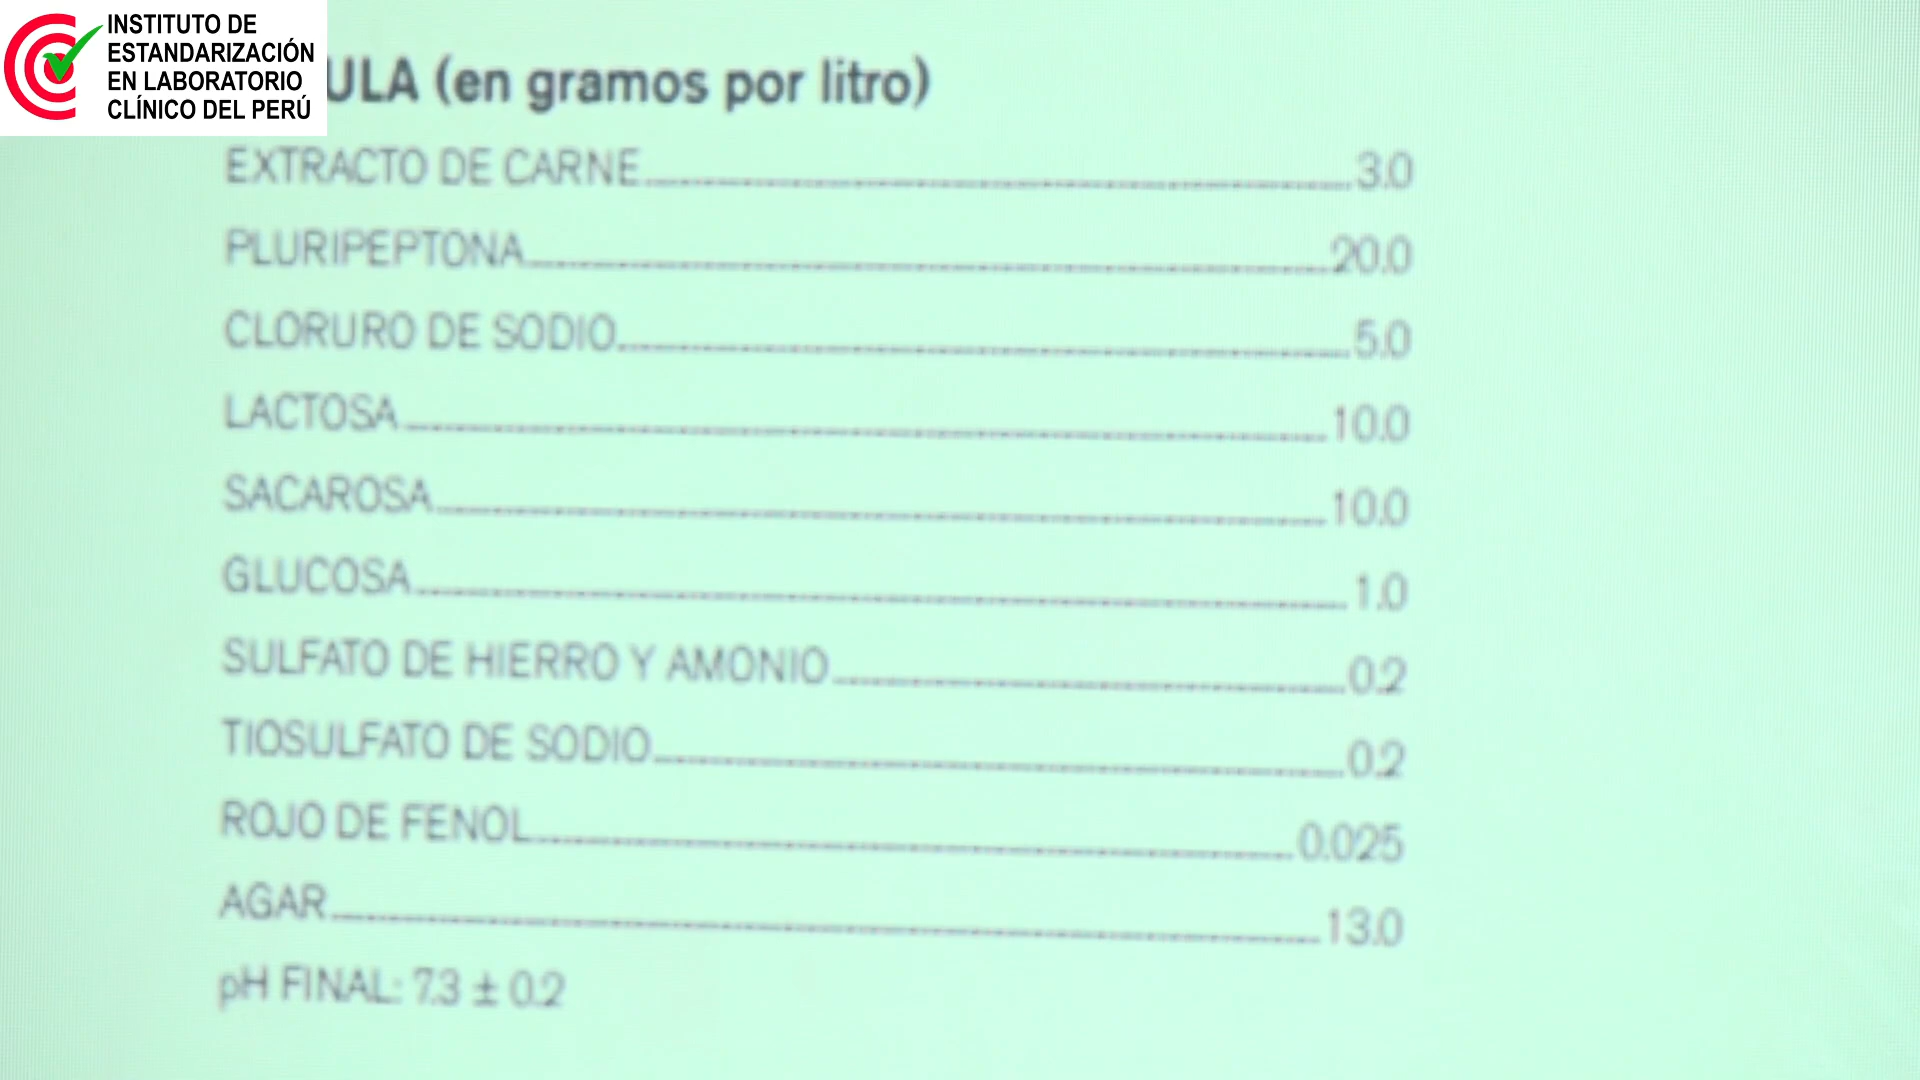 INSTITUTO DE
ESTANDARIZACIÓN
EN LABORATORIO
CLÍNICO DEL PERÚ
ULA (en gramos por litro)
EXTRACTO DE CARNE 3.0
PLURIPEPTONA 20.0
CLORURO DE SODIO 5.0
LACTOSA 10.0
SACAROSA 10.0
GLUCOSA 1.0
SULFATO DE HIERRO Y AMONIO 0.2
TIOSULFATO DE SODIO 0.2
ROJO DE FENOL 0.025
AGAR 13.0
pH FINAL: 7.3 ± 0.2